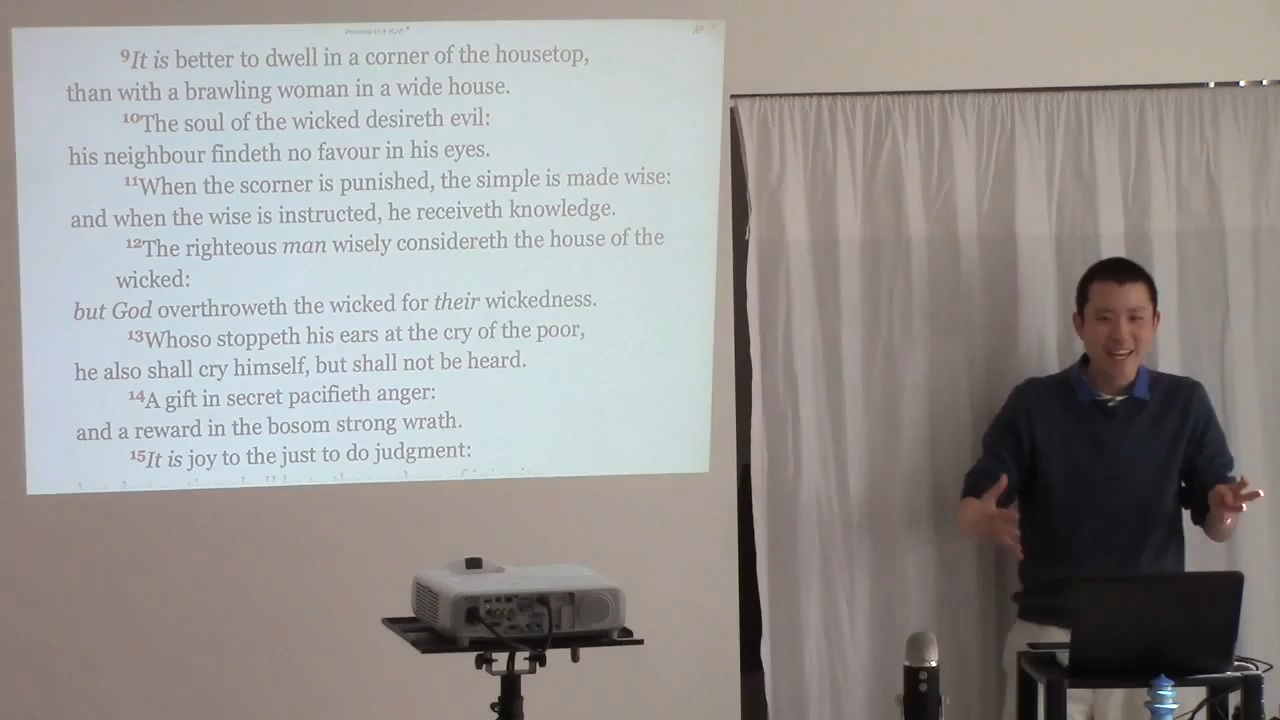 ⁹It is better to dwell in a corner of the housetop,
than with a brawling woman in a wide house.
¹⁰The soul of the wicked desireth evil:
his neighbour findeth no favour in his eyes.
¹¹When the scorner is punished, the simple is made wise:
and when the wise is instructed, he receiveth knowledge.
¹²The righteous man wisely considereth the house of the
wicked:
but God overthroweth the wicked for their wickedness.
¹³Whoso stoppeth his ears at the cry of the poor,
he also shall cry himself, but shall not be heard.
¹⁴A gift in secret pacifieth anger:
and a reward in the bosom strong wrath.
¹⁵It is joy to the just to do judgment: